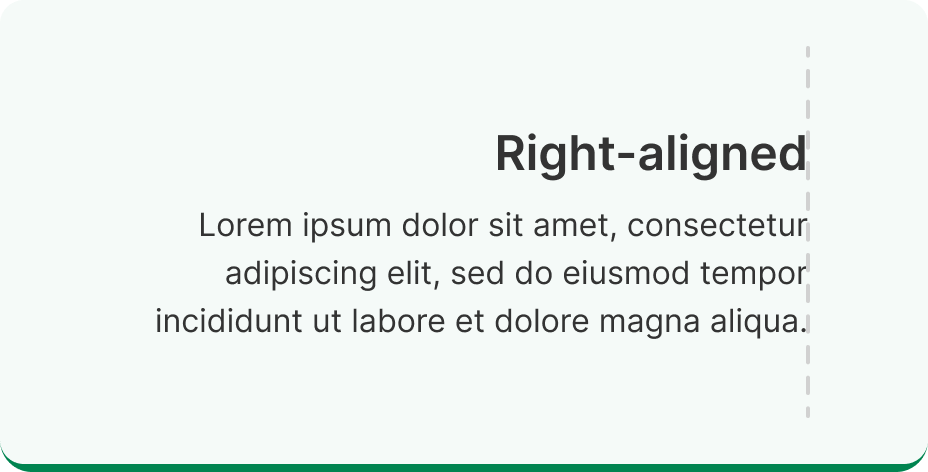 Right-aligned
Lorem ipsum dolor sit amet, consectetur
adipiscing elit, sed do eiusmod tempor
incididunt ut labore et dolore magna aliqua.